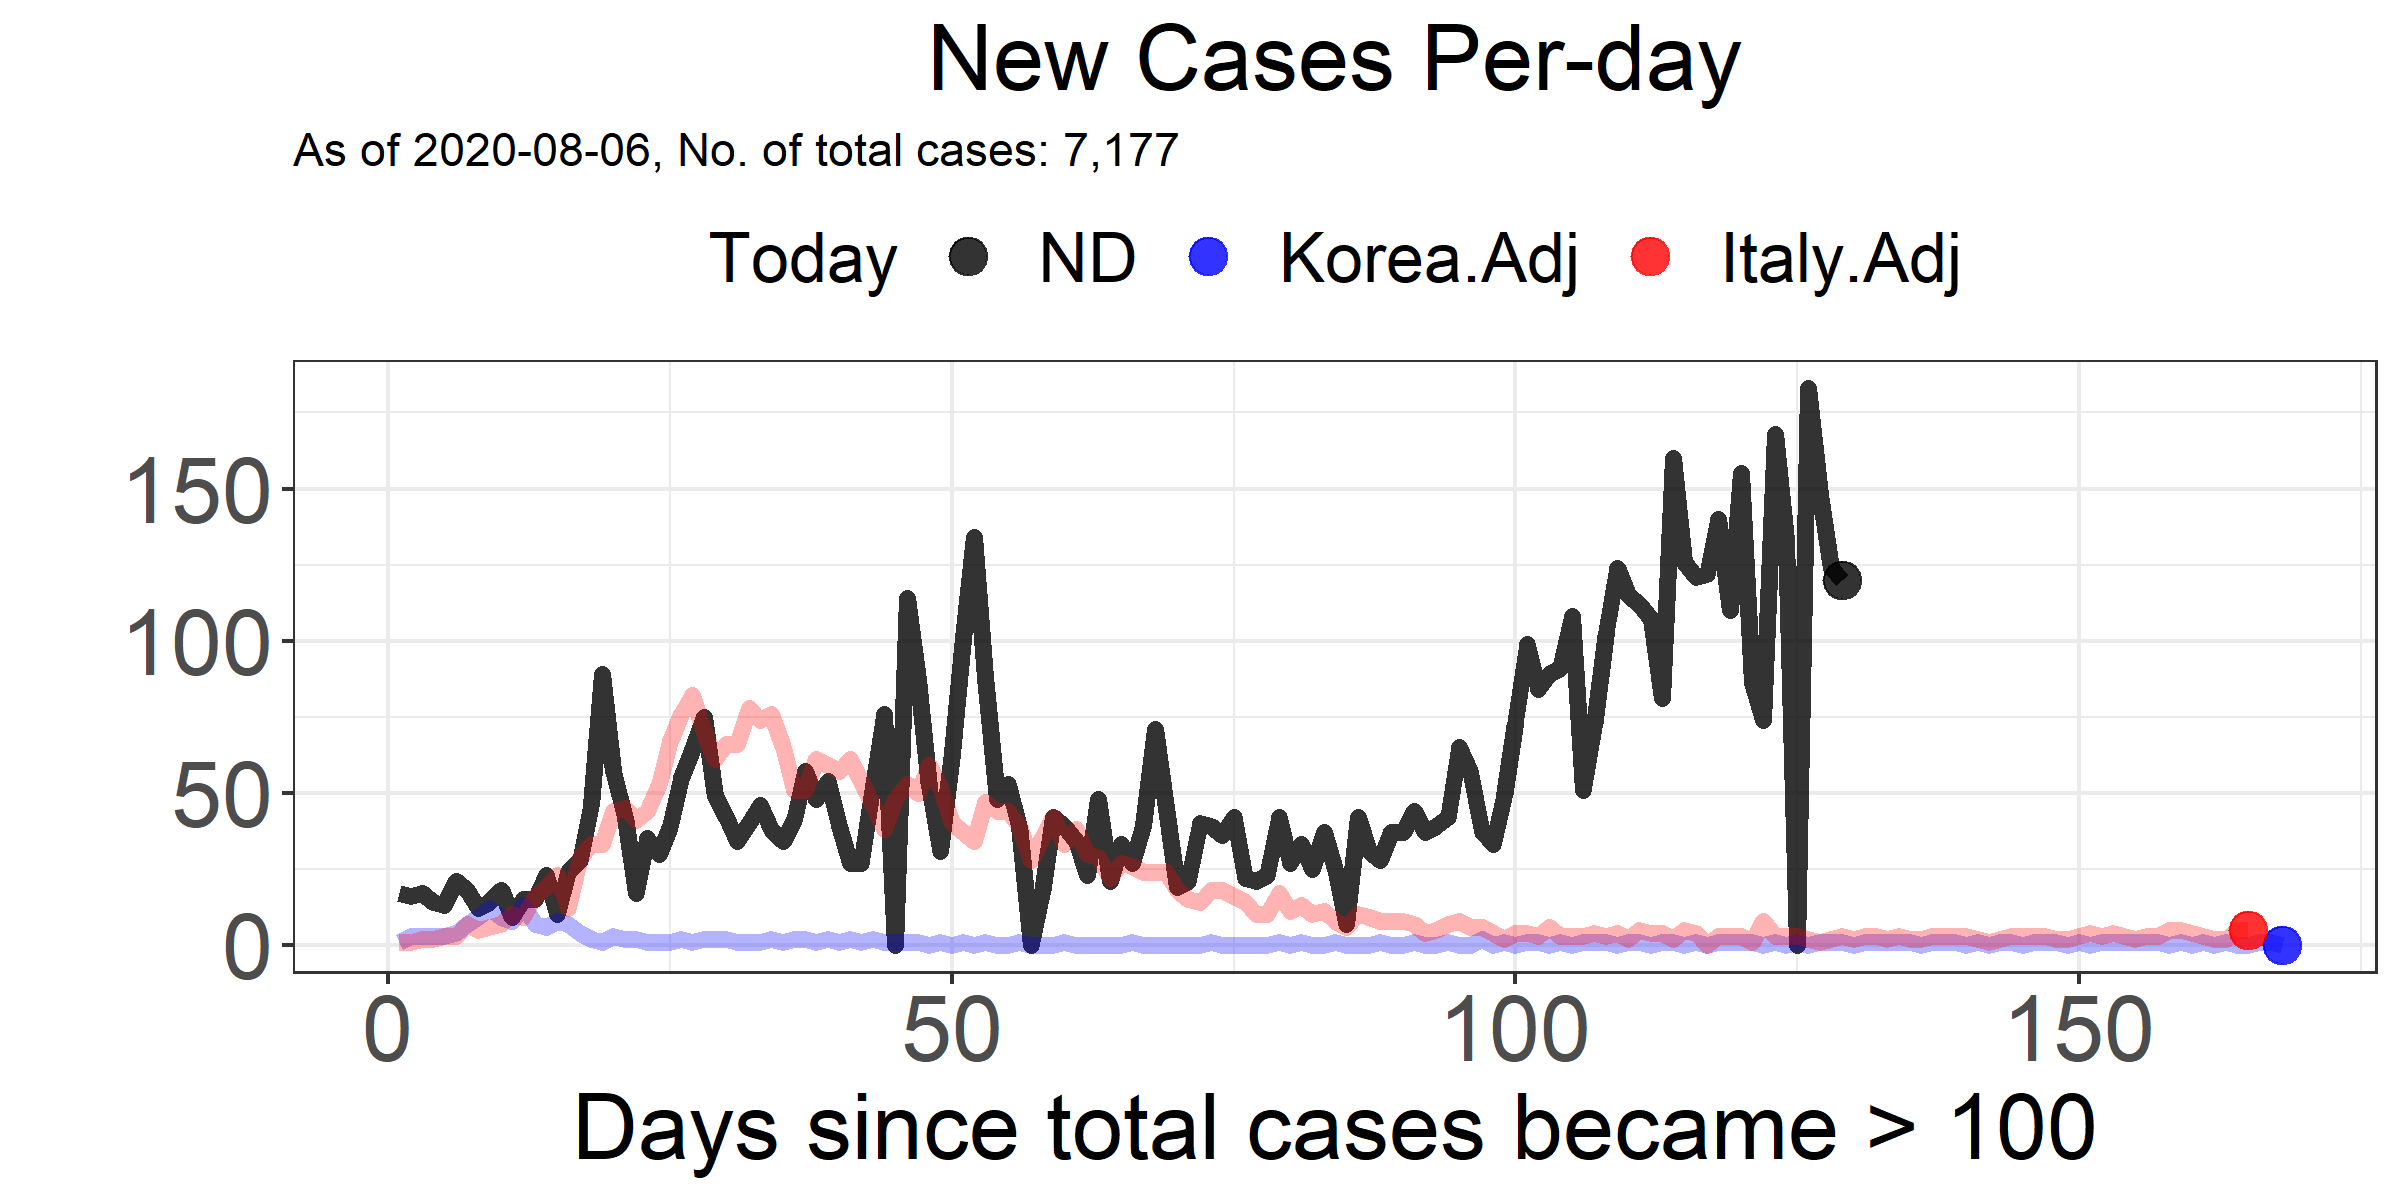 New Cases Per-day
As of 2020-08-06, No. of total cases: 7,177
Today ND Korea.Adj Italy.Adj
150
100
50
0
0 50 100 150
Days since total cases became > 100